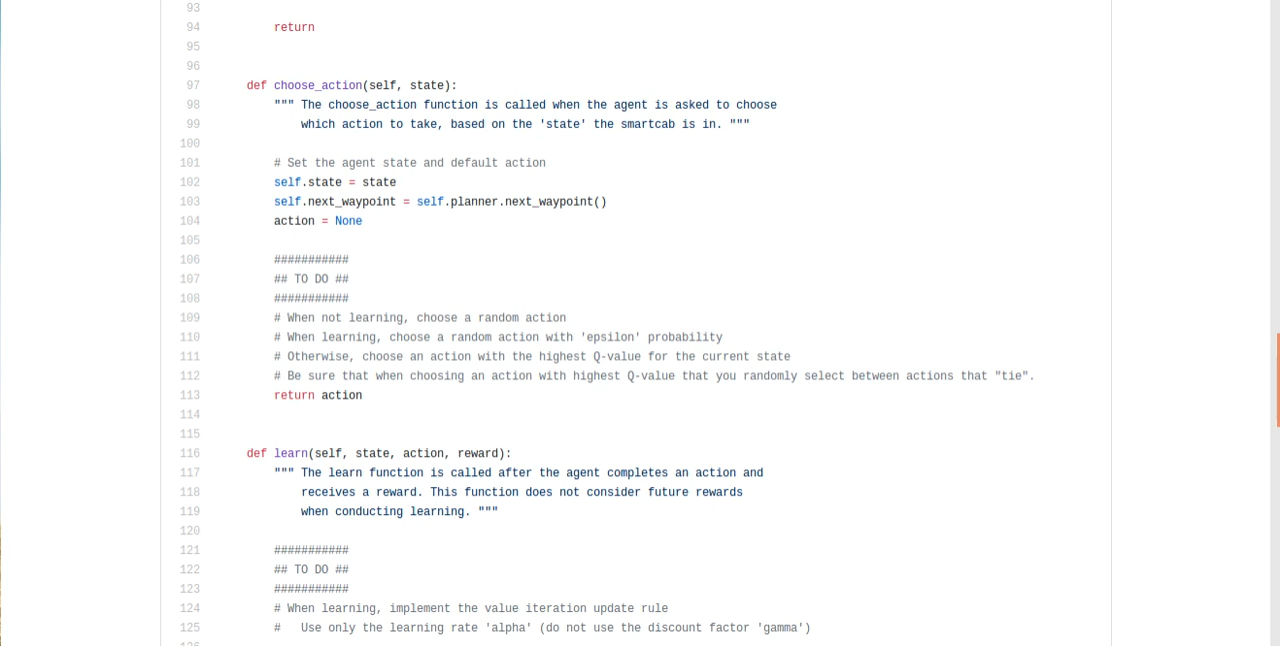 93
94 return
95
96
97 def choose_action(self, state):
98 """ The choose_action function is called when the agent is asked to choose
99 which action to take, based on the 'state' the smartcab is in. """
100
101 # Set the agent state and default action
102 self.state = state
103 self.next_waypoint = self.planner.next_waypoint()
104 action = None
105
106 ###########
107 ## TO DO ##
108 ###########
109 # When not learning, choose a random action
110 # When learning, choose a random action with 'epsilon' probability
111 # Otherwise, choose an action with the highest Q-value for the current state
112 # Be sure that when choosing an action with highest Q-value that you randomly select between actions that "tie".
113 return action
114
115
116 def learn(self, state, action, reward):
117 """ The learn function is called after the agent completes an action and
118 receives a reward. This function does not consider future rewards
119 when conducting learning. """
120
121 ###########
122 ## TO DO ##
123 ###########
124 # When learning, implement the value iteration update rule
125 #   Use only the learning rate 'alpha' (do not use the discount factor 'gamma')